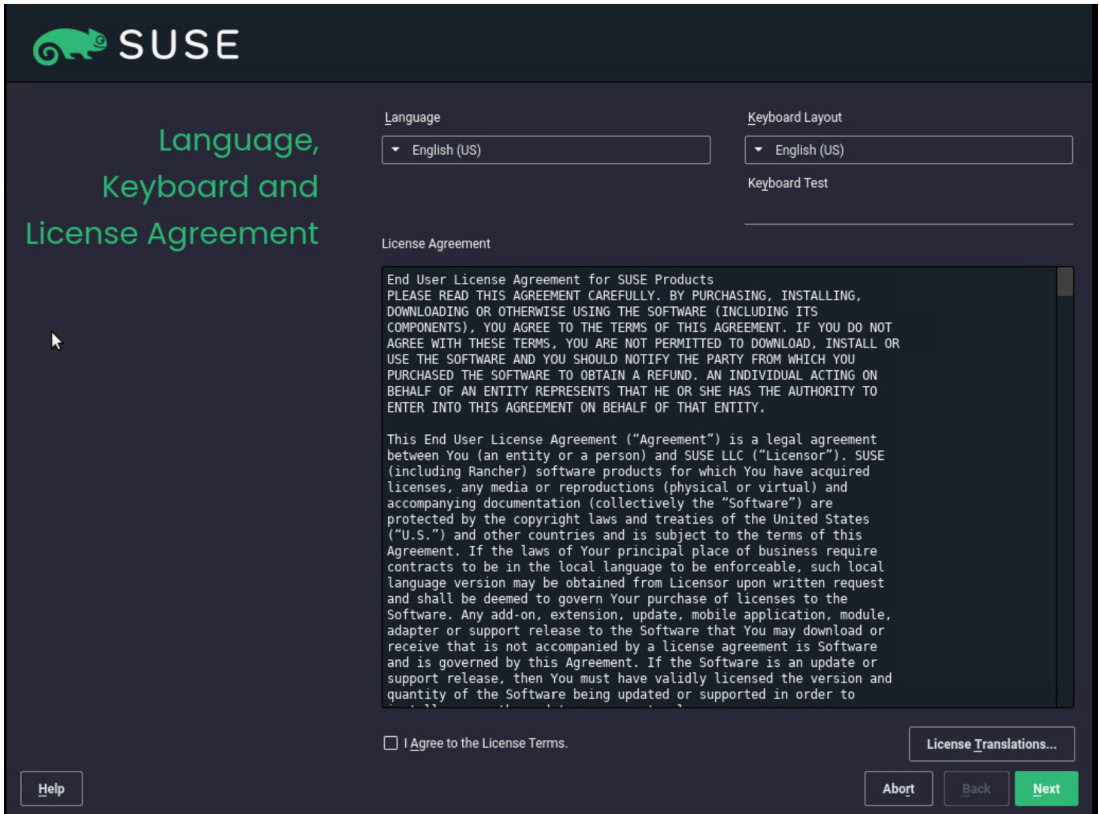 SUSE
Language,
Keyboard and
License Agreement
Language
English (US)
Keyboard Layout
English (US)
Keyboard Test
License Agreement
End User License Agreement for SUSE Products
PLEASE READ THIS AGREEMENT CAREFULLY. BY PURCHASING, INSTALLING,
DOWNLOADING OR OTHERWISE USING THE SOFTWARE (INCLUDING ITS
COMPONENTS), YOU AGREE TO THE TERMS OF THIS AGREEMENT. IF YOU DO NOT
AGREE WITH THESE TERMS, YOU ARE NOT PERMITTED TO DOWNLOAD, INSTALL OR
USE THE SOFTWARE AND YOU SHOULD NOTIFY THE PARTY FROM WHICH YOU
PURCHASED THE SOFTWARE TO OBTAIN A REFUND. AN INDIVIDUAL ACTING ON
BEHALF OF AN ENTITY REPRESENTS THAT HE OR SHE HAS THE AUTHORITY TO
ENTER INTO THIS AGREEMENT ON BEHALF OF THAT ENTITY.
This End User License Agreement (“Agreement”) is a legal agreement
between You (an entity or a person) and SUSE LLC (“Licensor”). SUSE
(including Rancher) software products for which You have acquired
licenses, any media or reproductions (physical or virtual) and
accompanying documentation (collectively the “Software”) are
protected by the copyright laws and treaties of the United States
(“U.S.”) and other countries and is subject to the terms of this
Agreement. If the laws of Your principal place of business require
contracts to be in the local language to be enforceable, such local
language version may be obtained from Licensor upon written request
and shall be deemed to govern Your purchase of licenses to the
Software. Any add-on, extension, update, mobile application, module,
adapter or support release to the Software that You may download or
receive that is not accompanied by a license agreement is Software
and is governed by this Agreement. If the Software is an update or
support release, then You must have validly licensed the version and
quantity of the Software being updated or supported in order to
I Agree to the License Terms.
License Translations...
Help
Abort
Back
Next